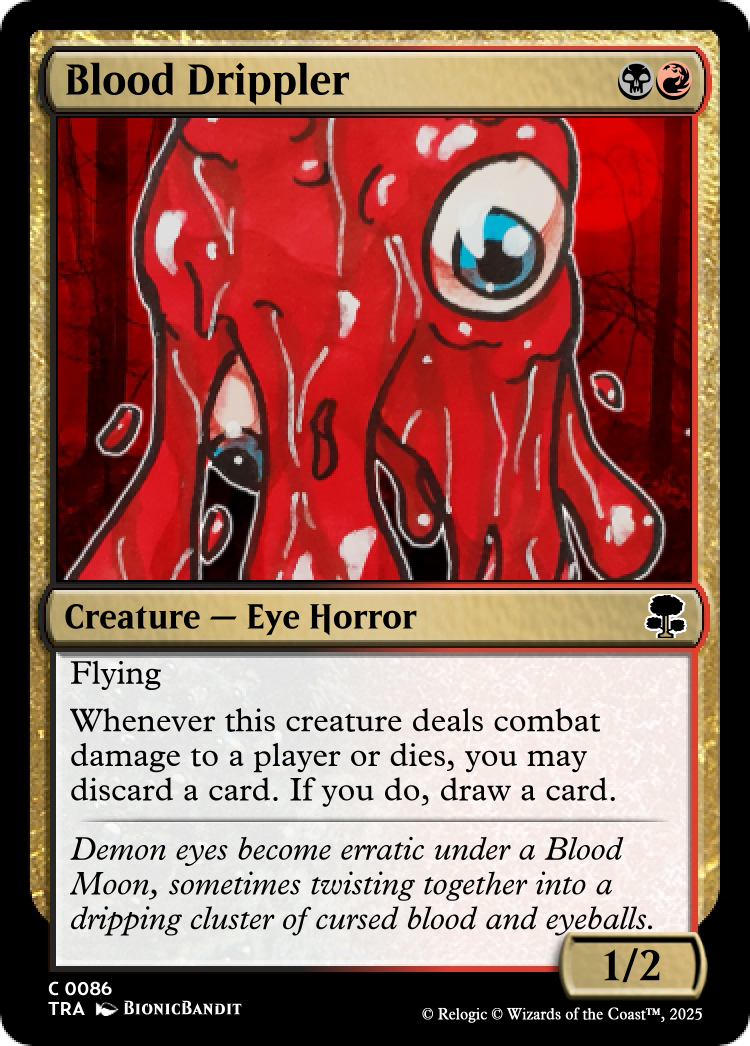 Blood Drippler
Creature — Eye Horror
Flying
Whenever this creature deals combat
damage to a player or dies, you may
discard a card. If you do, draw a card.
Demon eyes become erratic under a Blood
Moon, sometimes twisting together into a
dripping cluster of cursed blood and eyeballs.
1/2
C 0086
TRA BionicBandit
© Relogic © Wizards of the Coast™, 2025